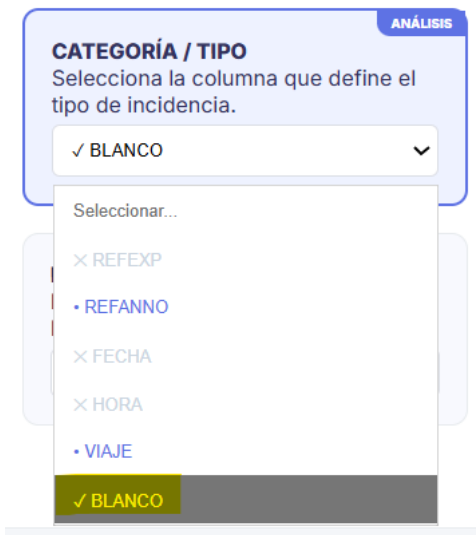 ANÁLISIS
CATEGORÍA / TIPO
Selecciona la columna que define el
tipo de incidencia.
✓ BLANCO
Seleccionar...
× REFEXP
• REFANNO
× FECHA
× HORA
• VIAJE
✓ BLANCO